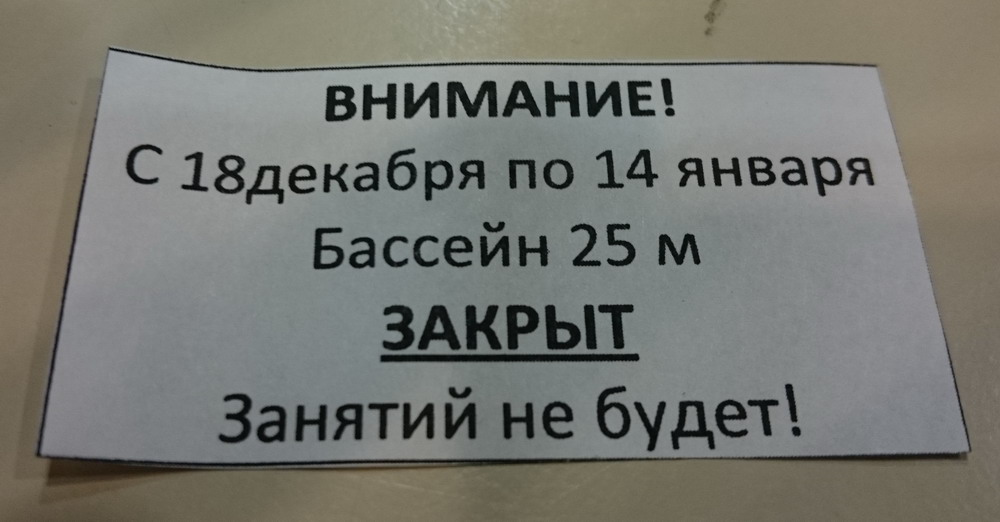 ВНИМАНИЕ!
С 18декабря по 14 января
Бассейн 25 м
ЗАКРЫТ
Занятий не будет!